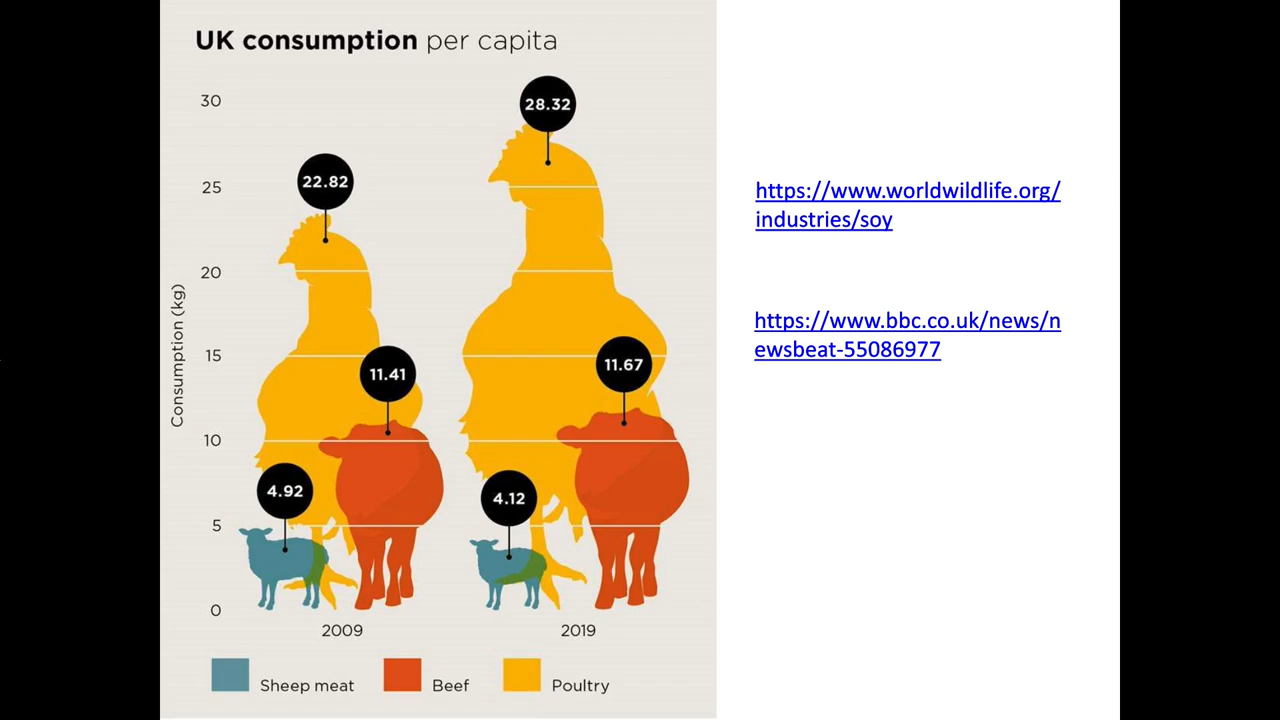 UK consumption per capita
30
28.32
25
22.82
20
15
11.67
11.41
10
4.92
4.12
5
0
Consumption (kg)
2009
2019
Sheep meat
Beef
Poultry
https://www.worldwildlife.org/
industries/soy
https://www.bbc.co.uk/news/n
ewsbeat-55086977